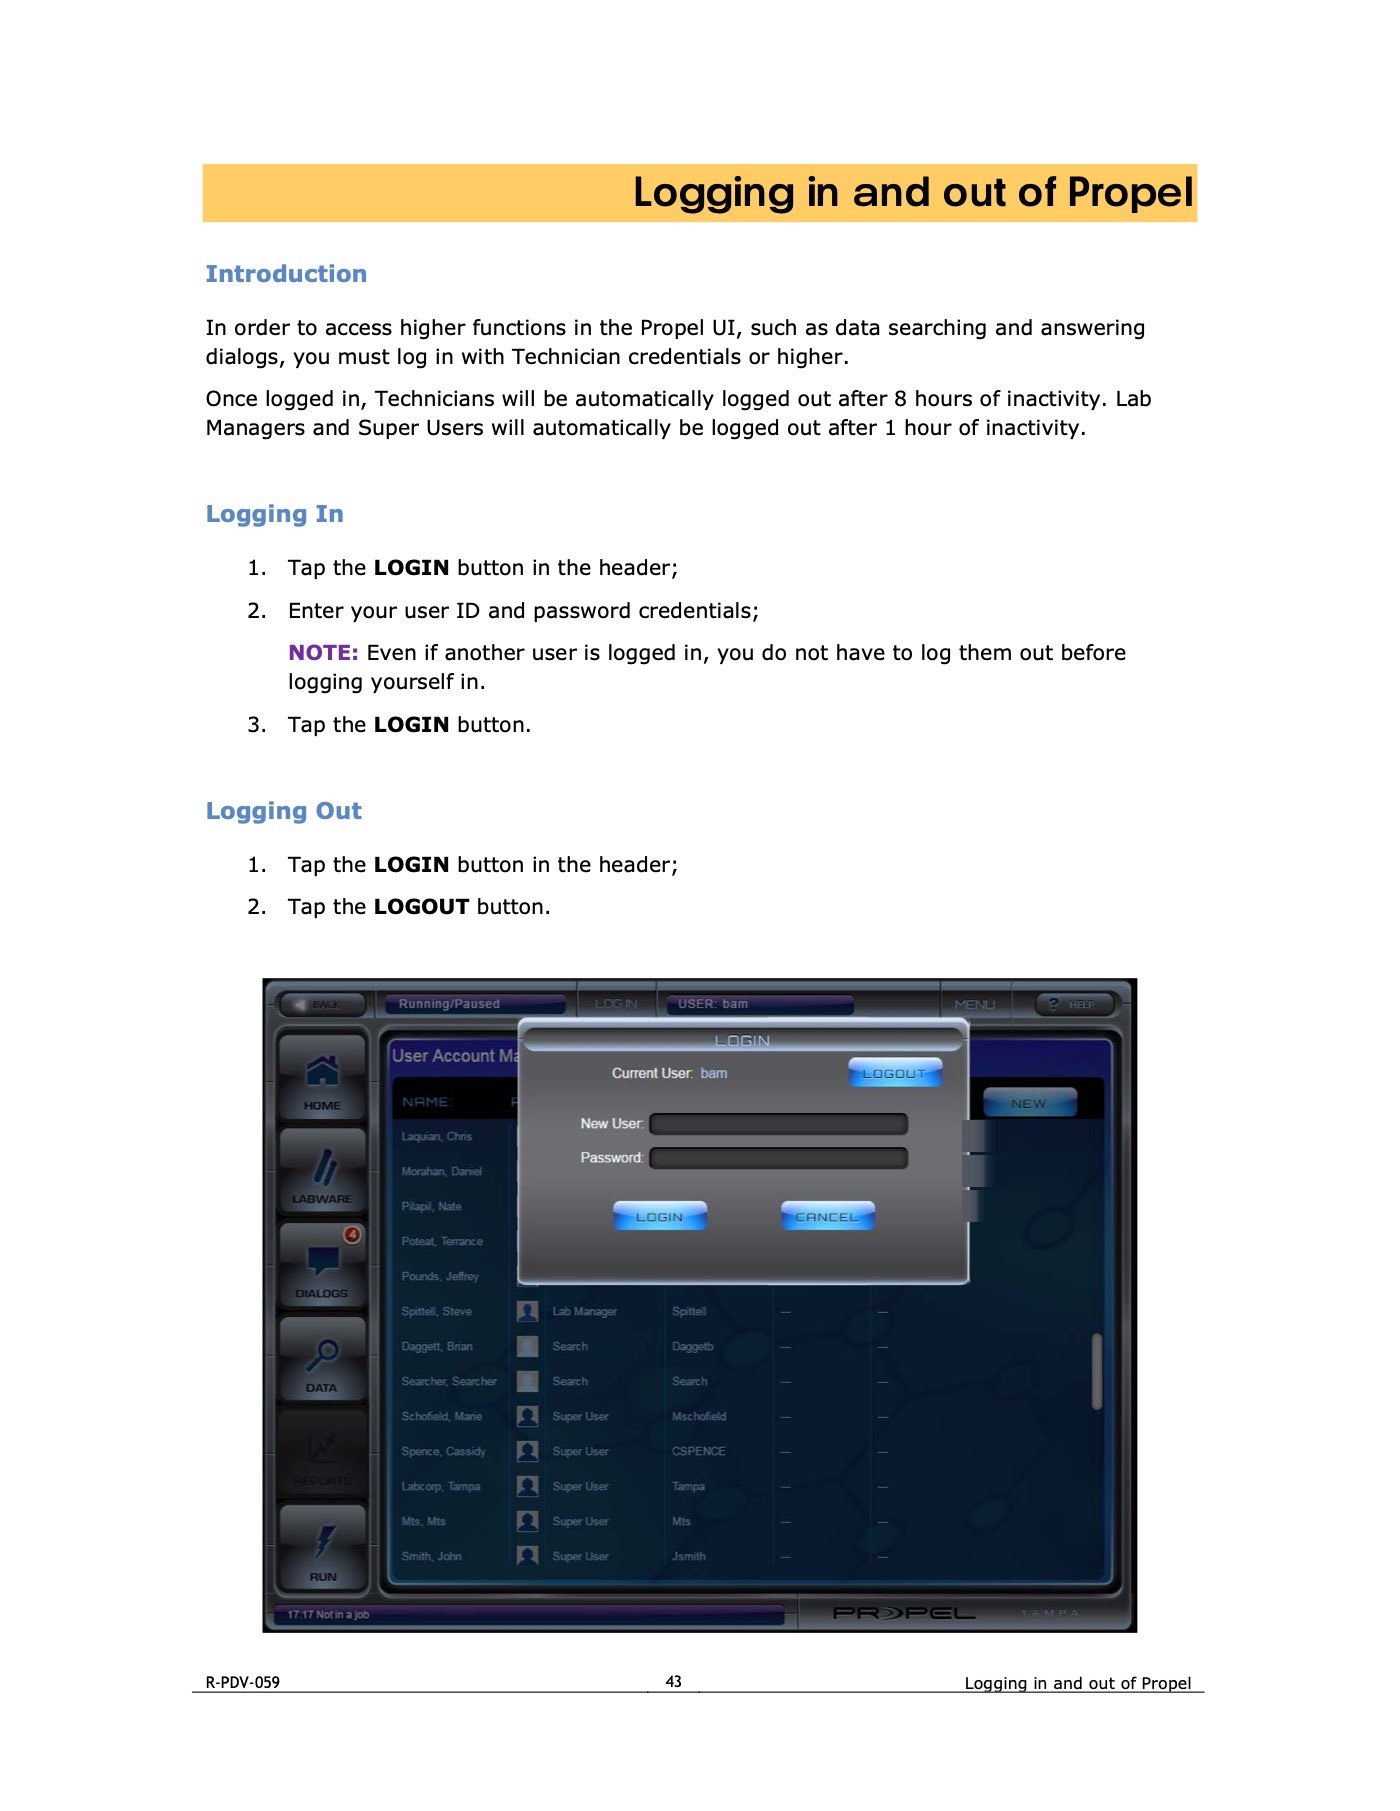 Logging in and out of Propel
Introduction
In order to access higher functions in the Propel UI, such as data searching and answering
dialogs, you must log in with Technician credentials or higher.
Once logged in, Technicians will be automatically logged out after 8 hours of inactivity. Lab
Managers and Super Users will automatically be logged out after 1 hour of inactivity.
Logging In
1. Tap the LOGIN button in the header;
2. Enter your user ID and password credentials;
NOTE: Even if another user is logged in, you do not have to log them out before
logging yourself in.
3. Tap the LOGIN button.
Logging Out
1. Tap the LOGIN button in the header;
2. Tap the LOGOUT button.
BACK Running/Paused LOGIN USER: bam MENU ? HELP
LOGIN
User Account Ma
Current User: bam LOGOUT
HOME
NAME: NEW
New User:
Password:
LOGIN CANCEL
Laquian, Chris
Morahan, Daniel
LABWARE
Pilapil, Nate
4
Poteat, Terrance
Pounds, Jeffrey
DIALOGS
Spittell, Steve Lab Manager Spittell — —
Daggett, Brian Search Daggetb — —
DATA
Searcher, Searcher Search Search — —
Schofield, Marie Super User Mschofield — —
Spence, Cassidy Super User CSPENCE — —
REPORTS
Labcorp, Tampa Super User Tampa — —
Mts, Mts Super User Mts — —
Smith, John Super User Jsmith — —
RUN
17:17 Not in a job PROPEL TAMPA
R-PDV-059 43 Logging in and out of Propel